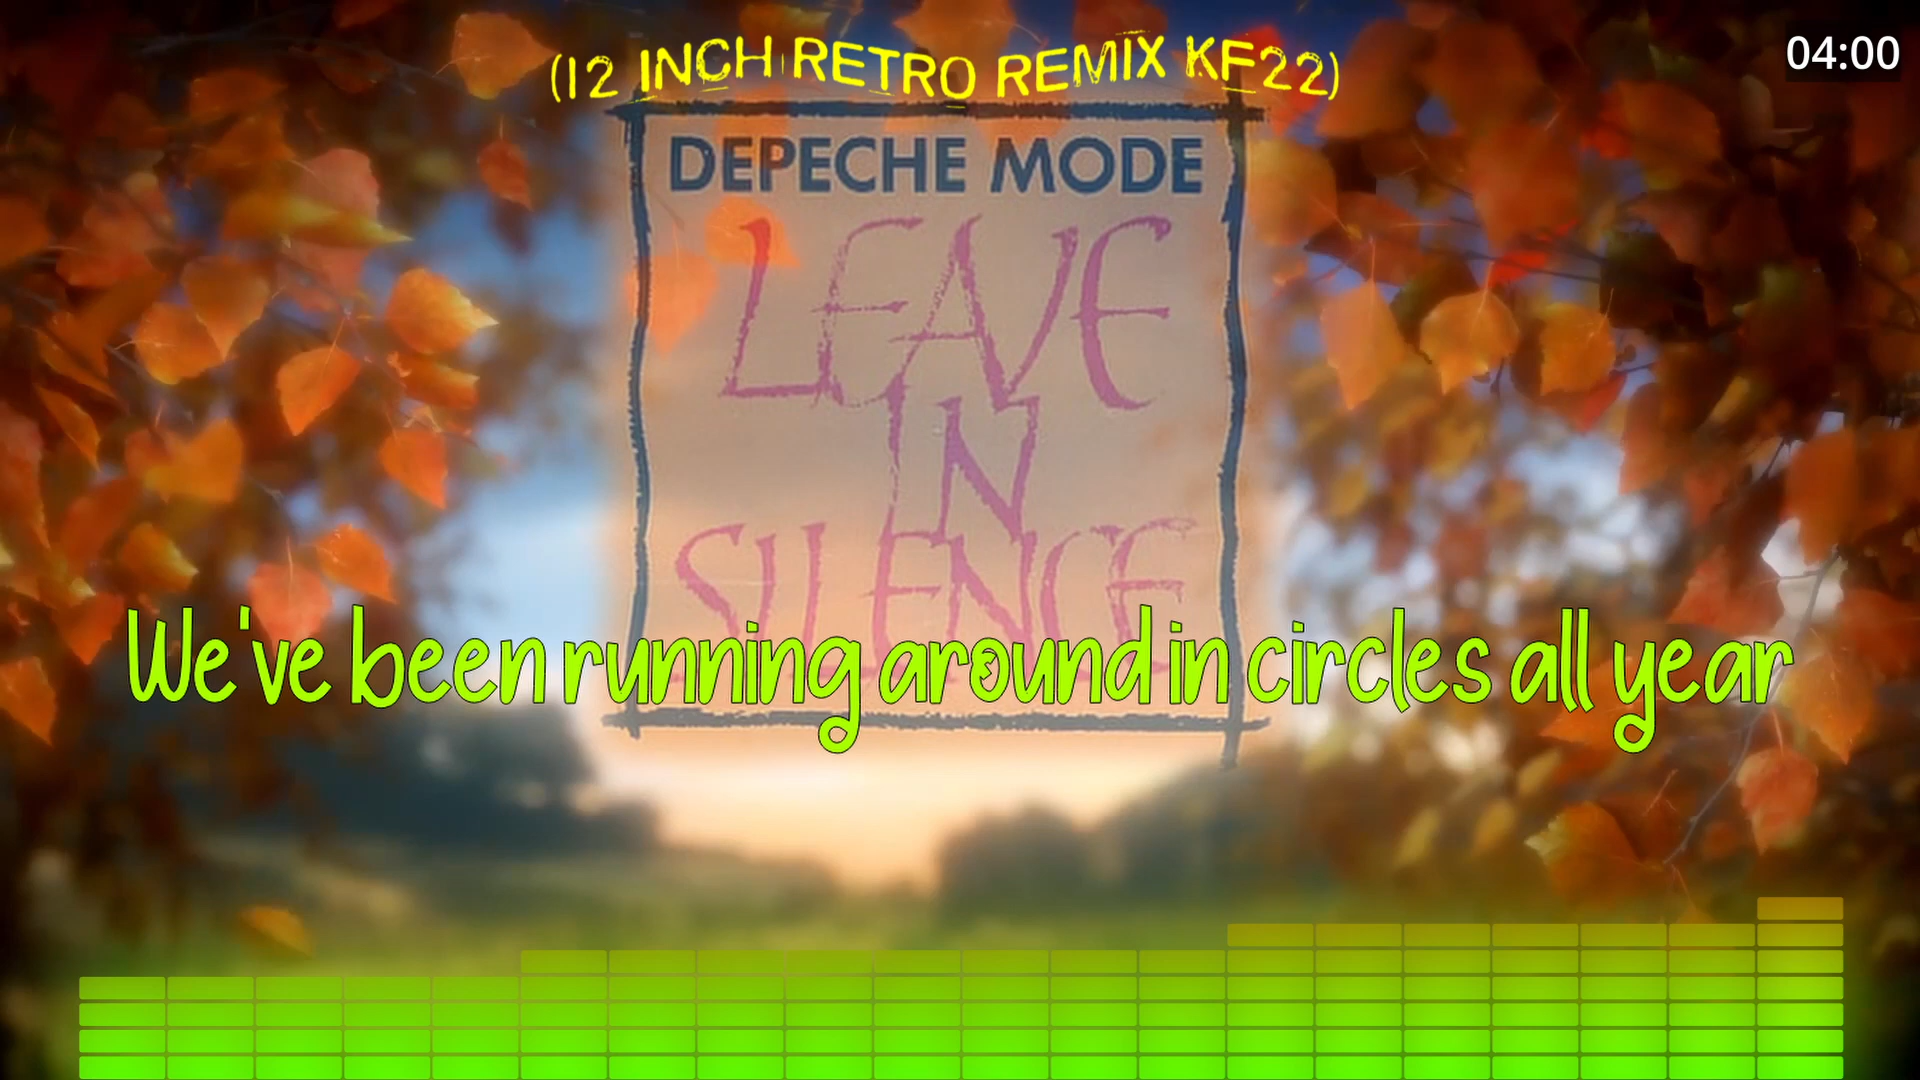 (12 INCH RETRO REMIX KF22)
04:00
DEPECHE MODE
LEAVE
IN
SILENCE
We've been running around in circles all year